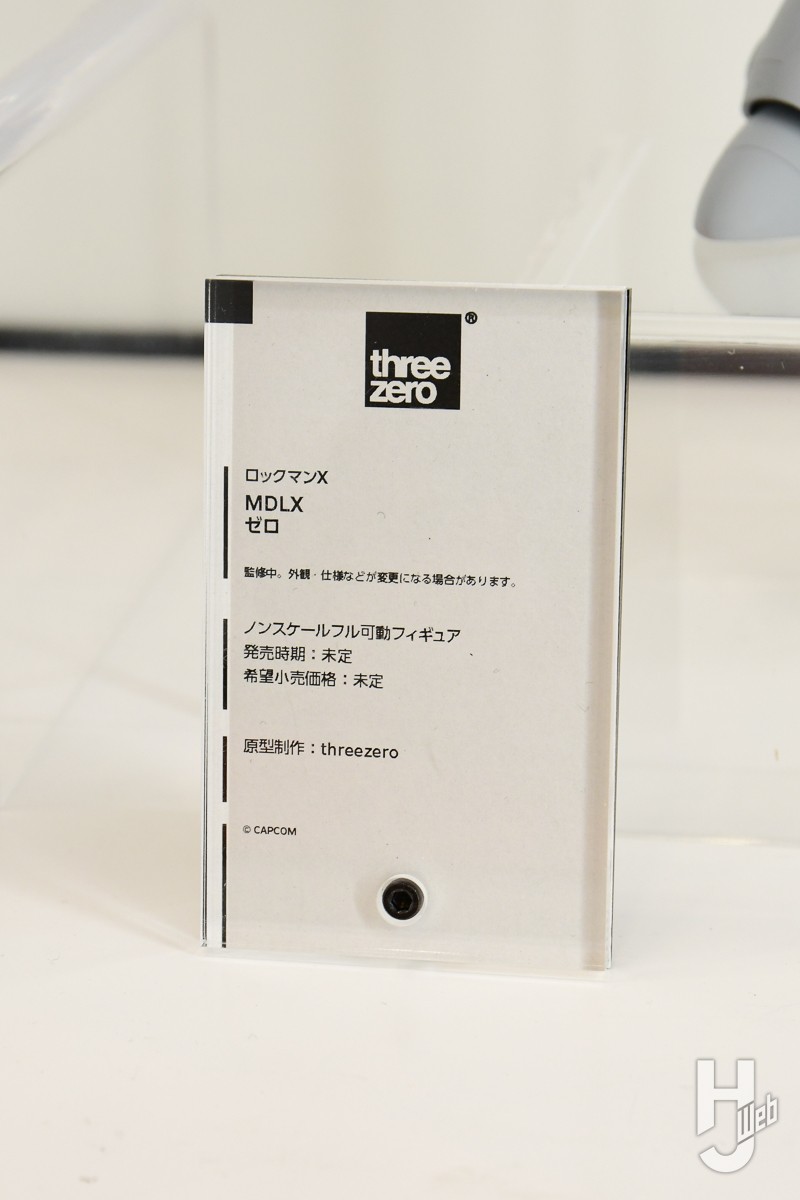 three
zero®
ロックマンX
MDLX
ゼロ
監修中。外観・仕様などが変更になる場合があります。
ノンスケールフル可動フィギュア
発売時期：未定
希望小売価格：未定
原型制作：threezero
© CAPCOM
HJ Web